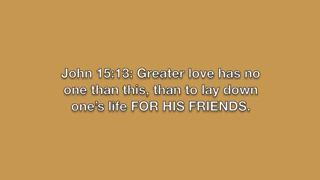 John 15:13: Greater love has no
one than this, than to lay down
one's life FOR HIS FRIENDS.